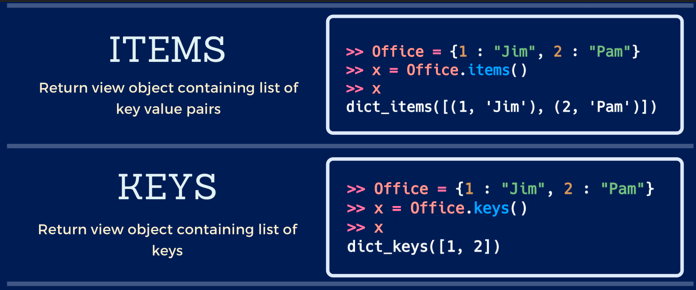 ITEMS
Return view object containing list of
key value pairs
>> Office = {1 : "Jim", 2 : "Pam"}
>> x = Office.items()
>> x
dict_items([(1, 'Jim'), (2, 'Pam')])
KEYS
Return view object containing list of
keys
>> Office = {1 : "Jim", 2 : "Pam"}
>> x = Office.keys()
>> x
dict_keys([1, 2])